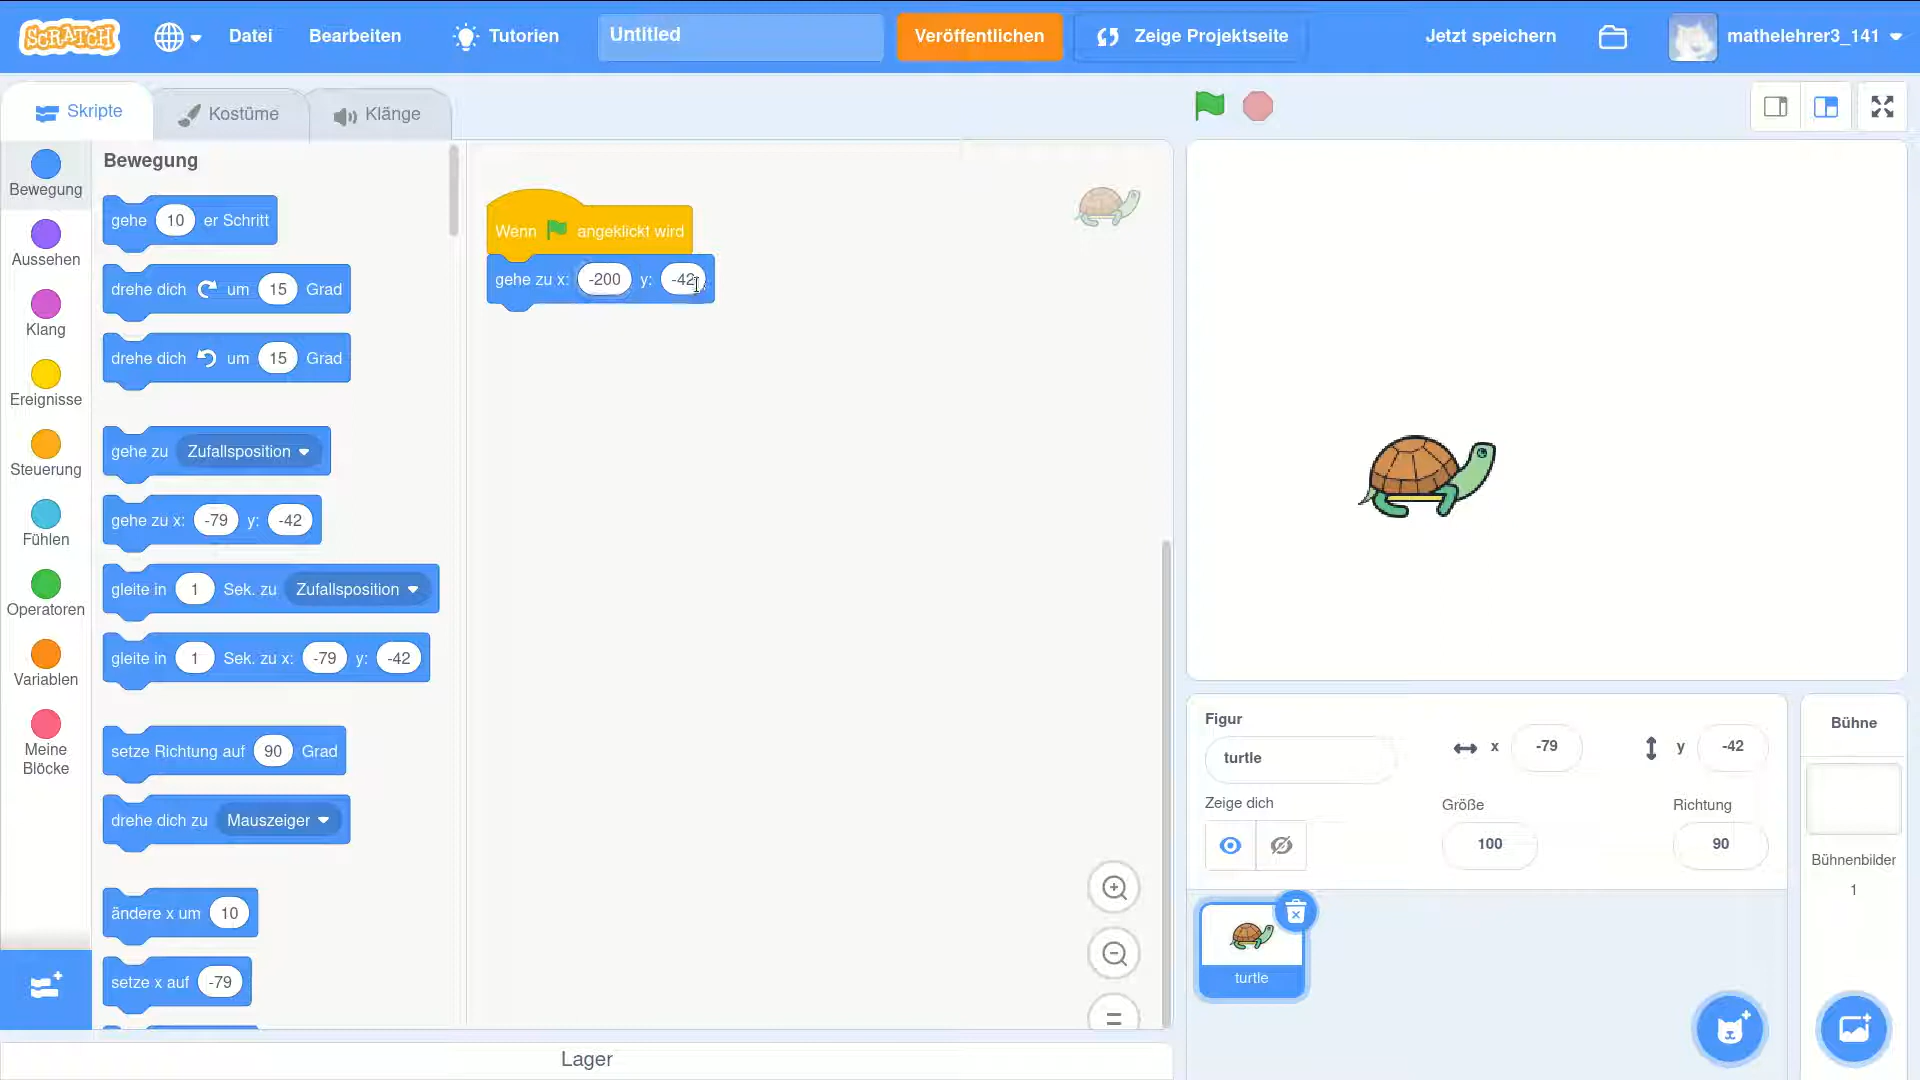 SCRATCH
Datei
Bearbeiten
Tutorien
Untitled
Veröffentlichen
Zeige Projektseite
Jetzt speichern
mathelehrer3_141
Skripte
Kostüme
Klänge
Bewegung
Aussehen
Klang
Ereignisse
Steuerung
Fühlen
Operatoren
Variablen
Meine
Blöcke
Bewegung
gehe 10 er Schritt
drehe dich um 15 Grad
drehe dich um 15 Grad
gehe zu Zufallsposition
gehe zu x: -79 y: -42
gleite in 1 Sek. zu Zufallsposition
gleite in 1 Sek. zu x: -79 y: -42
setze Richtung auf 90 Grad
drehe dich zu Mauszeiger
ändere x um 10
setze x auf -79
Wenn angeklickt wird
gehe zu x: -200 y: -42
Lager
Figur
turtle
x -79
y -42
Zeige dich
Größe
100
Richtung
90
turtle
Bühne
Bühnenbilder
1